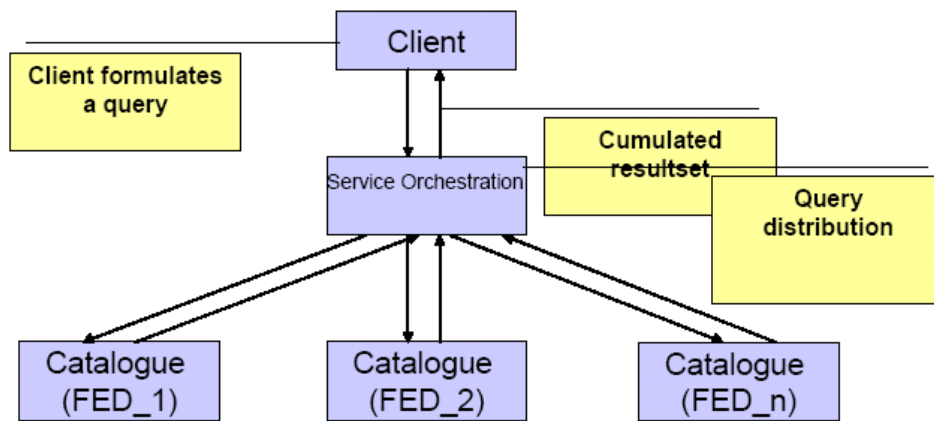 Client
Client formulates
a query
Cumulated
resultset
Service Orchestration
Query
distribution
Catalogue
(FED_1)
Catalogue
(FED_2)
Catalogue
(FED_n)